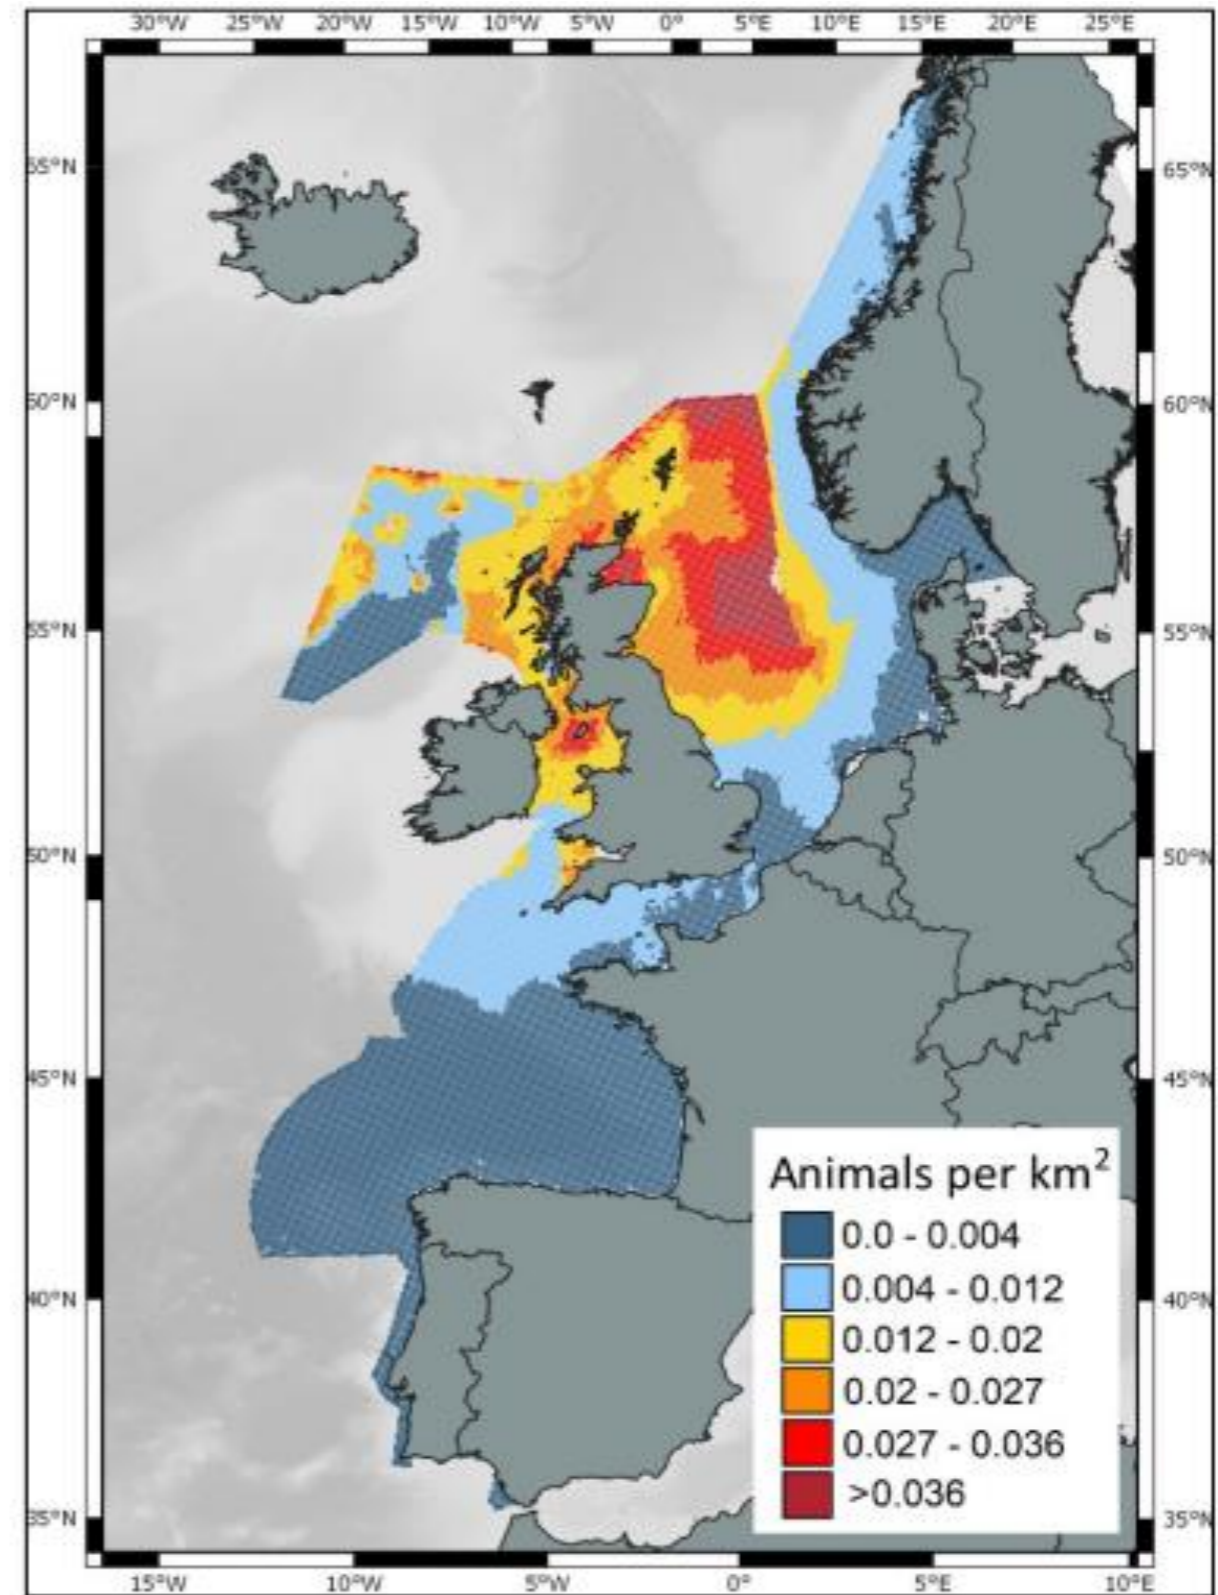 30°W 25°W 20°W 15°W 10°W 5°W 0° 5°E 10°E 15°E 20°E 25°E
65°N 65°N
60°N 60°N
55°N 55°N
50°N 50°N
45°N 45°N
Animals per km²
0.0 - 0.004
0.004 - 0.012
40°N 40°N
0.012 - 0.02
0.02 - 0.027
0.027 - 0.036
>0.036
35°N 35°N
15°W 10°W 5°W 0° 5°E 10°E